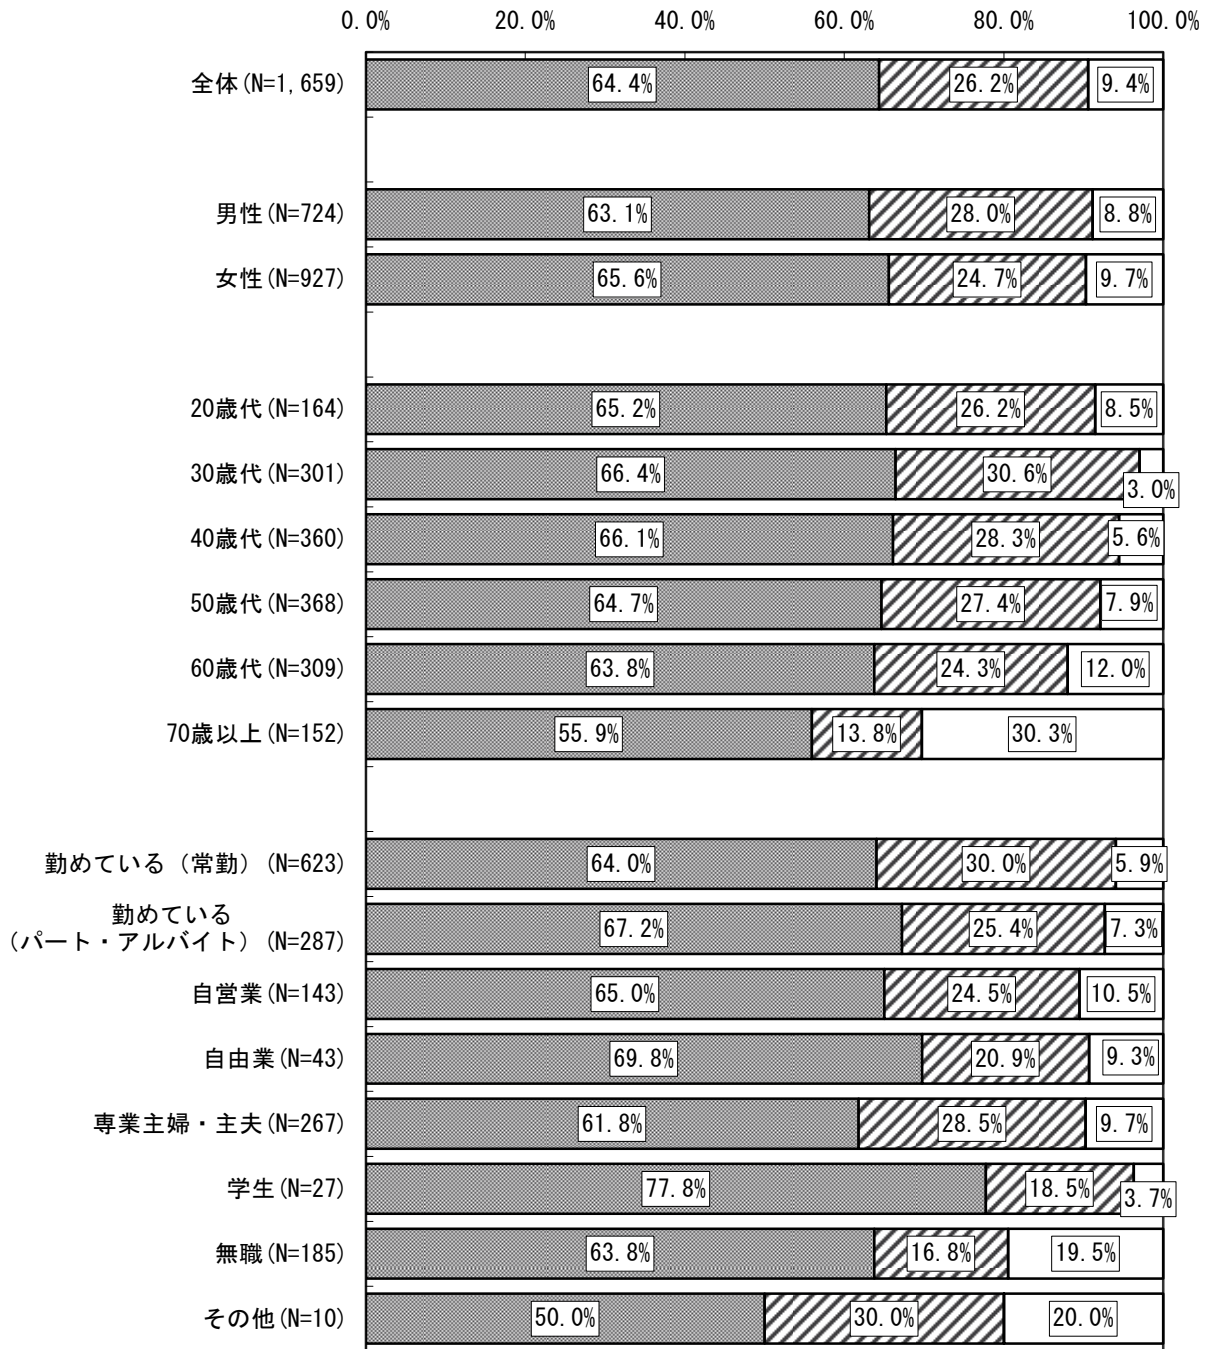 0.0% 20.0% 40.0% 60.0% 80.0% 100.0%
全体(N=1,659) 64.4% 26.2% 9.4%
男性(N=724) 63.1% 28.0% 8.8%
女性(N=927) 65.6% 24.7% 9.7%
20歳代(N=164) 65.2% 26.2% 8.5%
30歳代(N=301) 66.4% 30.6% 3.0%
40歳代(N=360) 66.1% 28.3% 5.6%
50歳代(N=368) 64.7% 27.4% 7.9%
60歳代(N=309) 63.8% 24.3% 12.0%
70歳以上(N=152) 55.9% 13.8% 30.3%
勤めている（常勤）(N=623) 64.0% 30.0% 5.9%
勤めている
（パート・アルバイト）(N=287) 67.2% 25.4% 7.3%
自営業(N=143) 65.0% 24.5% 10.5%
自由業(N=43) 69.8% 20.9% 9.3%
専業主婦・主夫(N=267) 61.8% 28.5% 9.7%
学生(N=27) 77.8% 18.5% 3.7%
無職(N=185) 63.8% 16.8% 19.5%
その他(N=10) 50.0% 30.0% 20.0%